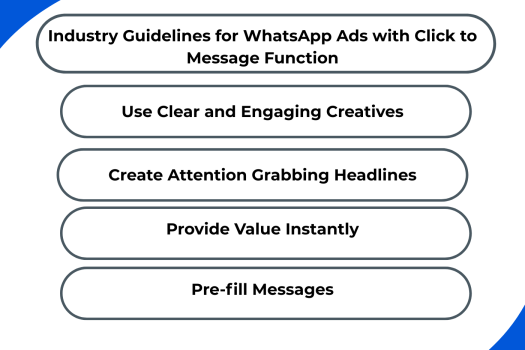 Industry Guidelines for WhatsApp Ads with Click to
Message Function
Use Clear and Engaging Creatives
Create Attention Grabbing Headlines
Provide Value Instantly
Pre-fill Messages